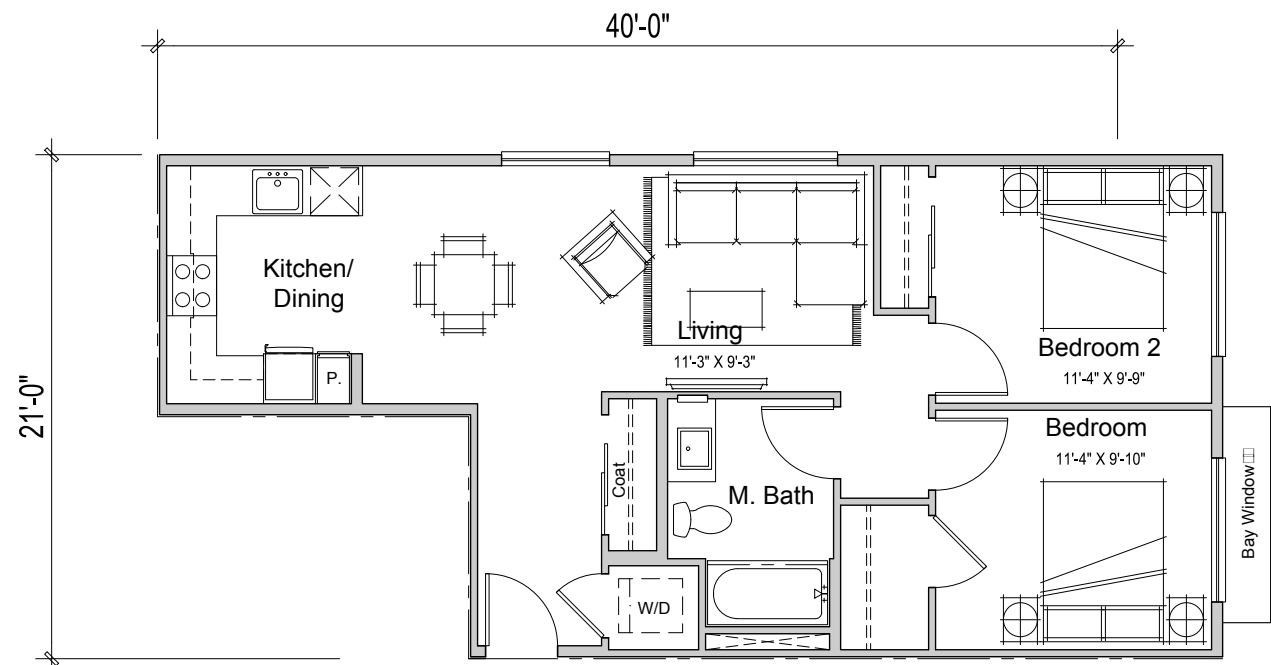 40'-0"
21'-0"
Kitchen/
Dining
P.
Living
11'-3" X 9'-3"
Bedroom 2
11'-4" X 9'-9"
Bedroom
11'-4" X 9'-10"
Bay Window
Coat
M. Bath
W/D